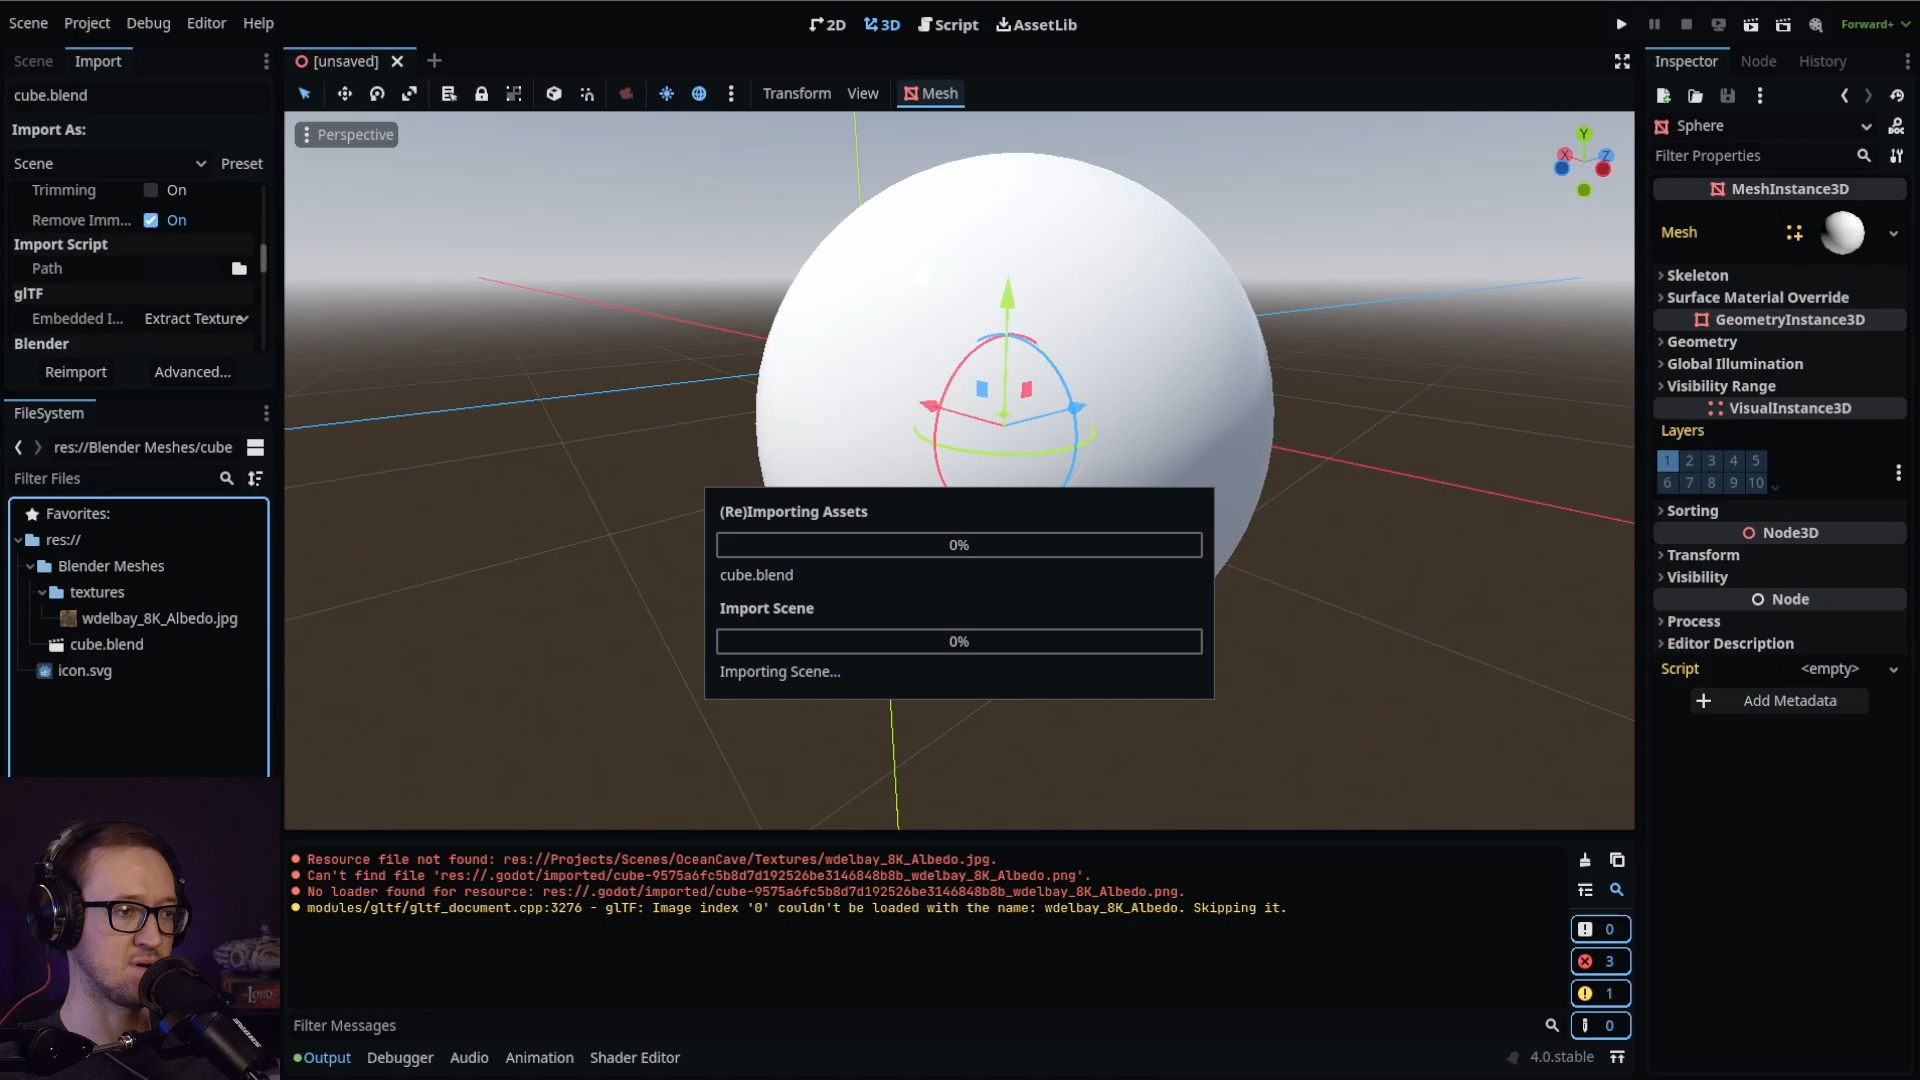 Scene Project Debug Editor Help
2D 3D Script AssetLib
Forward+
Scene Import
[unsaved]
Inspector Node History
cube.blend
Transform View Mesh
Import As:
Perspective
Y
X Z
Sphere
Scene Preset
Filter Properties
Trimming On
MeshInstance3D
Remove Imm... On
Mesh
Import Script
Path
Skeleton
glTF
Surface Material Override
Embedded I... Extract Texture
GeometryInstance3D
Blender
Geometry
Global Illumination
Reimport Advanced...
Visibility Range
VisualInstance3D
FileSystem
Layers
res://Blender Meshes/cube
1 2 3 4 5
Filter Files
6 7 8 9 10
Favorites:
(Re)Importing Assets
Sorting
res://
0%
Node3D
Blender Meshes
cube.blend
Transform
textures
Visibility
wdelbay_8K_Albedo.jpg
Import Scene
Node
cube.blend
0%
Process
icon.svg
Importing Scene...
Editor Description
Script <empty>
Add Metadata
Resource file not found: res://Projects/Scenes/OceanCave/Textures/wdelbay_8K_Albedo.jpg.
Can't find file 'res://.godot/imported/cube-9575a6fc5b8d7d192526be3146848b8b_wdelbay_8K_Albedo.png'.
No loader found for resource: res://.godot/imported/cube-9575a6fc5b8d7d192526be3146848b8b_wdelbay_8K_Albedo.png.
modules/gltf/gltf_document.cpp:3276 - glTF: Image index '0' couldn't be loaded with the name: wdelbay_8K_Albedo. Skipping it.
0
3
1
0
Filter Messages
Output Debugger Audio Animation Shader Editor
4.0.stable